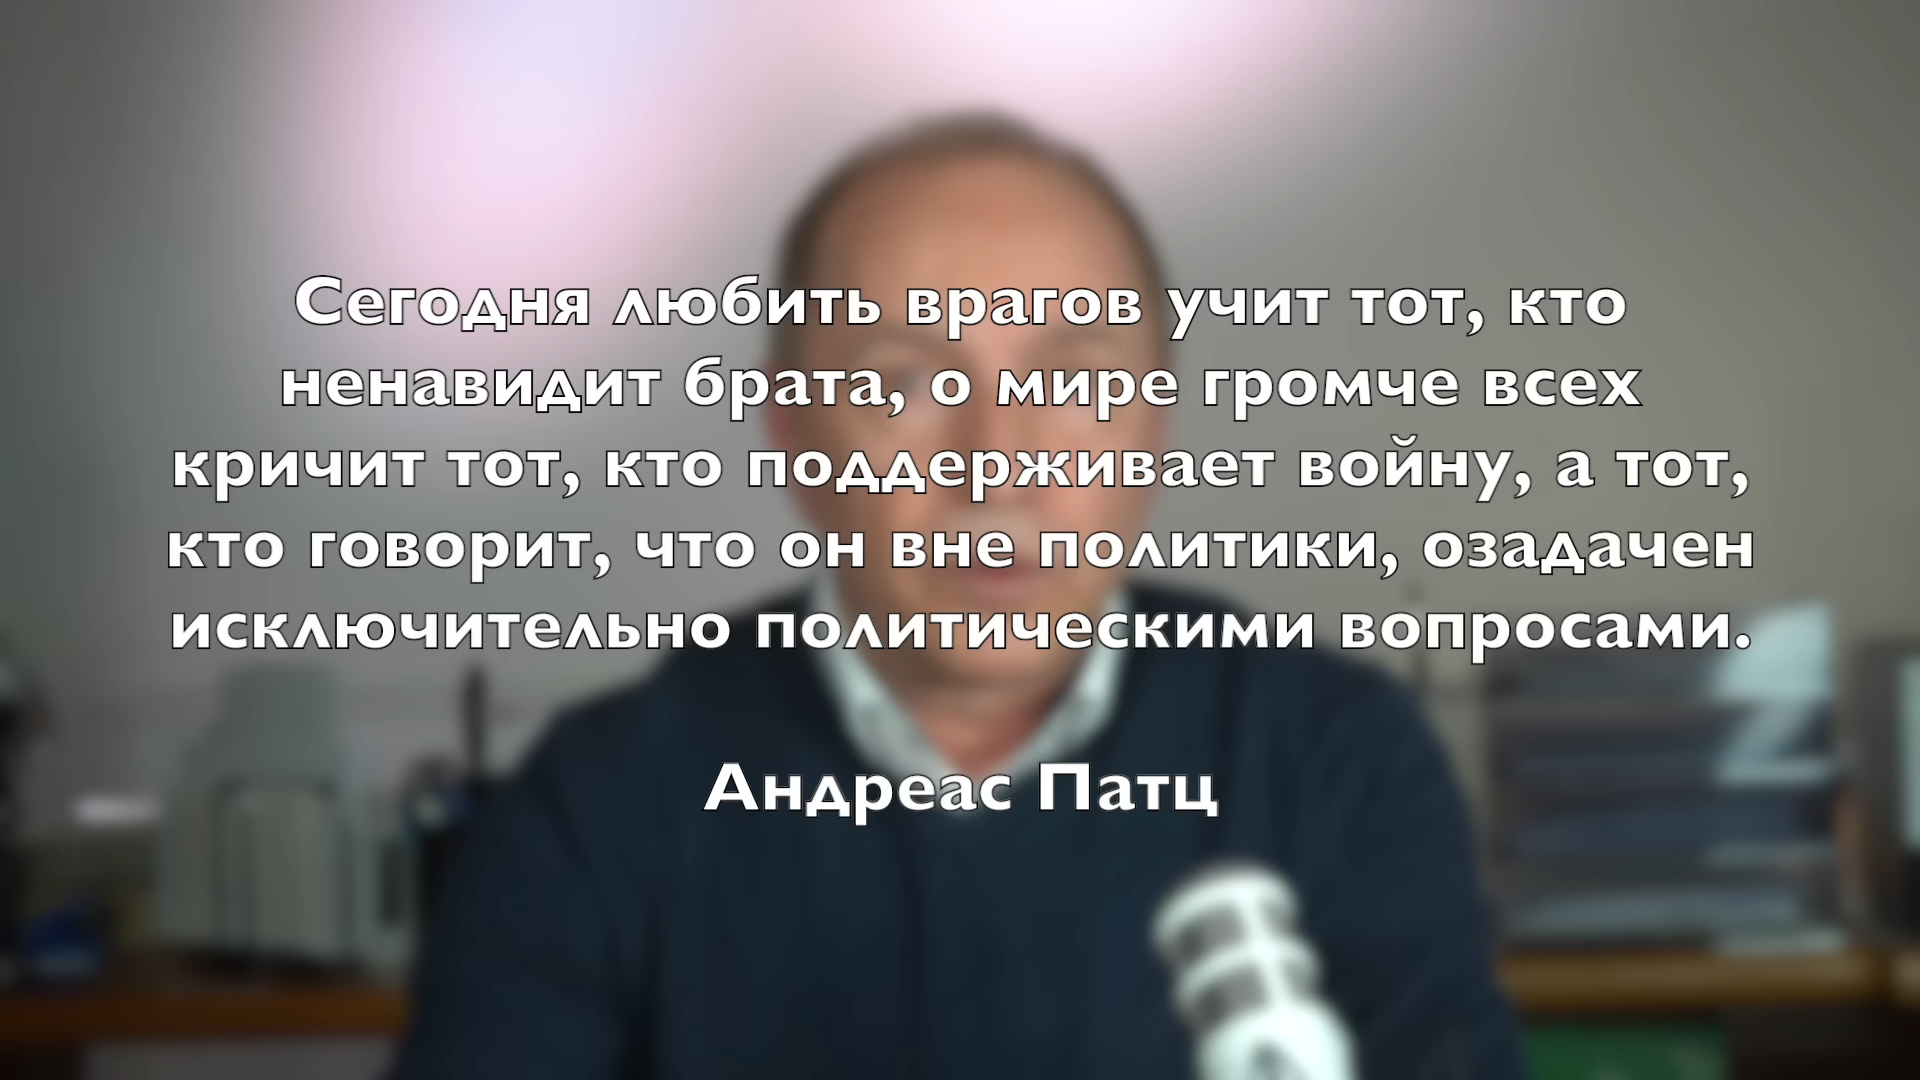 Сегодня любить врагов учит тот, кто
ненавидит брата, о мире громче всех
кричит тот, кто поддерживает войну, а тот,
кто говорит, что он вне политики, озадачен
исключительно политическими вопросами.
Андреас Патц